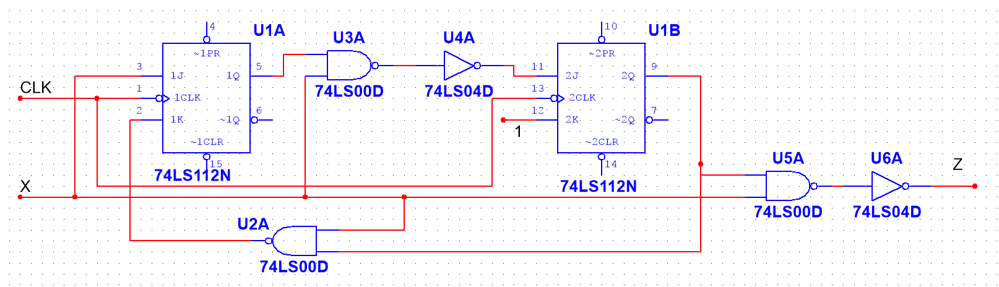 4 U1A U3A U4A 10 U1B
~1PR ~2PR
3 5 11 9
1J 1Q 2J 2Q
CLK 1 74LS00D 74LS04D 13
1CLK 2CLK
2 6 12 7
1K ~1Q 1 2K ~2Q
~1CLR ~2CLR
15 14 U5A U6A Z
74LS112N 74LS112N
X
74LS00D 74LS04D
U2A
74LS00D